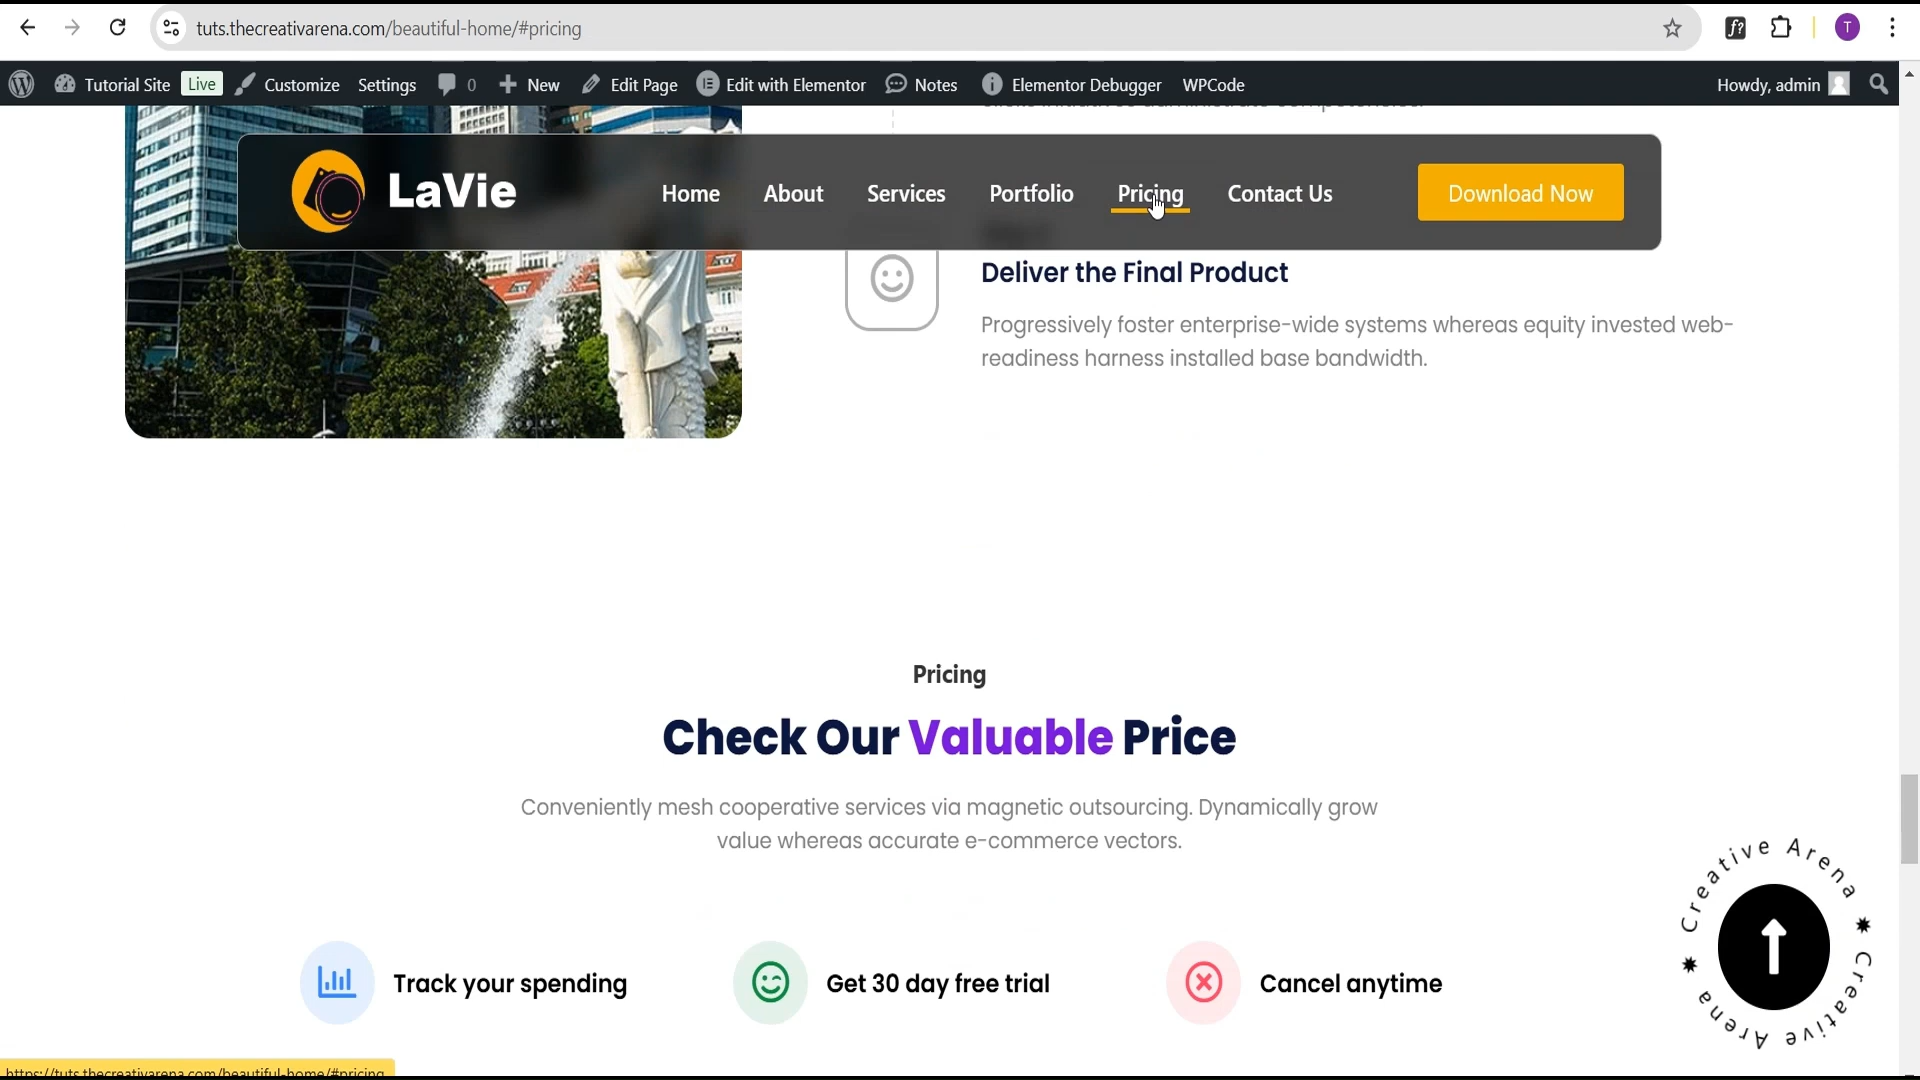 tuts.thecreativarena.com/beautiful-home/#pricing
T
Tutorial Site Live Customize Settings 0 New Edit Page Edit with Elementor Notes Elementor Debugger WPCode Howdy, admin
LaVie Home About Services Portfolio Pricing Contact Us Download Now
Deliver the Final Product
Progressively foster enterprise-wide systems whereas equity invested web-
readiness harness installed base bandwidth.
Pricing
Check Our Valuable Price
Conveniently mesh cooperative services via magnetic outsourcing. Dynamically grow
value whereas accurate e-commerce vectors.
Track your spending Get 30 day free trial Cancel anytime
Creative Arena ✷ Creative Arena ✷
https://tuts.thecreativarena.com/beautiful-home/#pricing